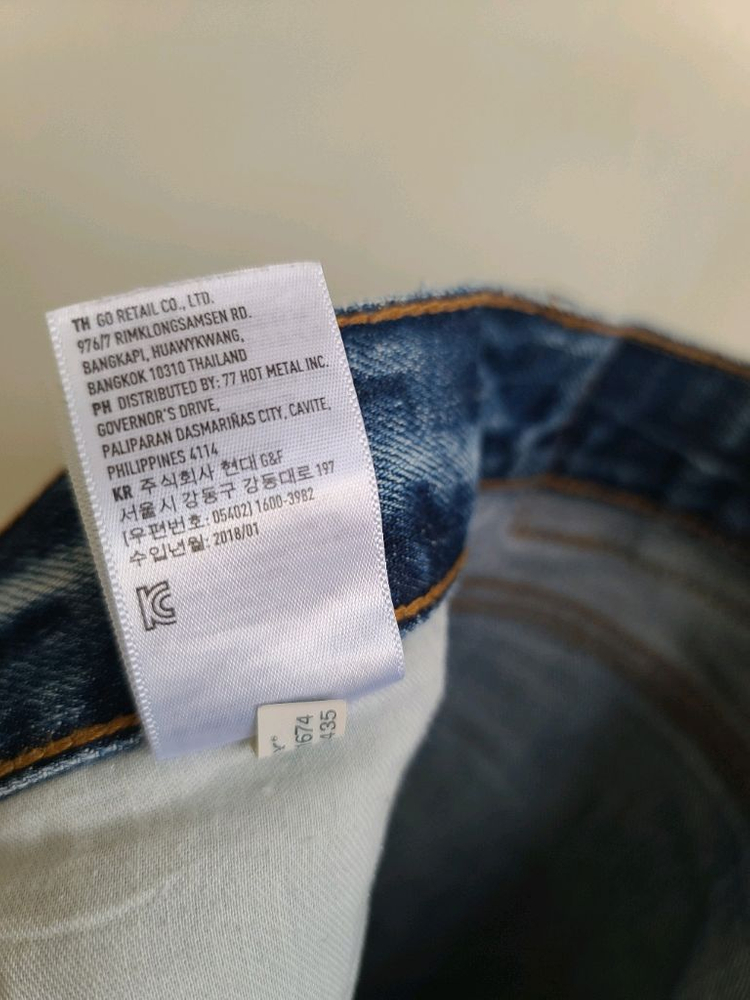 TH GO RETAIL CO., LTD.
976/7 RIMKLONGSAMSEN RD.
BANGKAPI, HUAWYKWANG,
BANGKOK 10310 THAILAND
PH DISTRIBUTED BY: 77 HOT METAL INC.
GOVERNOR'S DRIVE,
PALIPARAN DASMARIÑAS CITY, CAVITE,
PHILIPPINES 4114
KR 주식회사 현대 G&F
서울시 강동구 강동대로 197
(우편번호: 05402) 1600-3982
수입년월: 2018/01
674
435